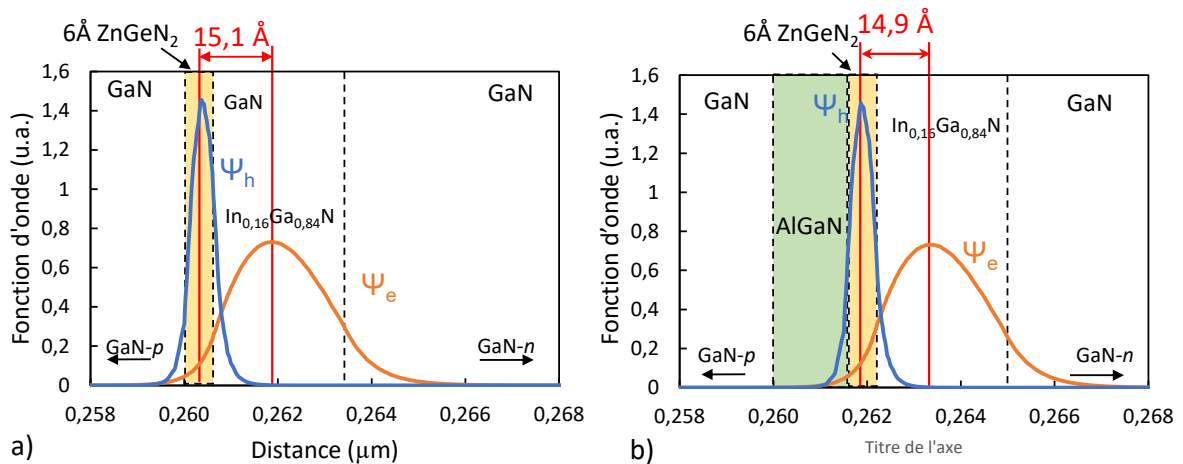 6Å ZnGeN₂
15,1 Å
Fonction d'onde (u.a.)
1,6
1,4
1,2
1
0,8
0,6
0,4
0,2
0
GaN
GaN
GaN
Ψh
In0,16Ga0,84N
Ψe
GaN-p
GaN-n
0,258
0,260
0,262
0,264
0,266
0,268
Distance (μm)
a)
6Å ZnGeN₂
14,9 Å
Fonction d’onde (u.a.)
1,6
1,4
1,2
1
0,8
0,6
0,4
0,2
0
GaN
Ψh
In0,16Ga0,84N
GaN
AlGaN
Ψe
GaN-p
GaN-n
0,258
0,260
0,262
0,264
0,266
0,268
Titre de l'axe
b)